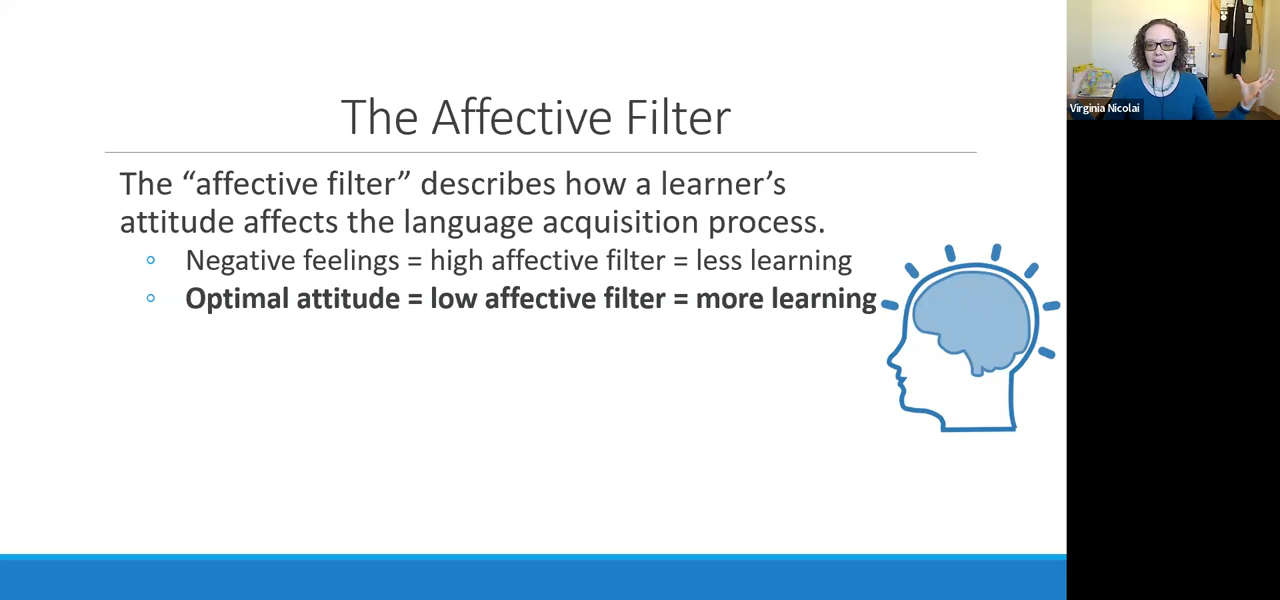 The Affective Filter
The “affective filter” describes how a learner’s
attitude affects the language acquisition process.
Negative feelings = high affective filter = less learning
Optimal attitude = low affective filter = more learning
Virginia Nicolai